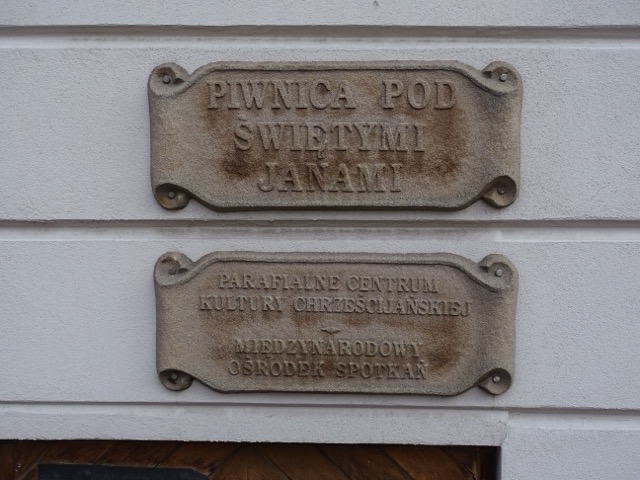 PIWNICA POD
ŚWIĘTYMI
JANAMI
PARAFIALNE CENTRUM
KULTURY CHRZEŚCIJAŃSKIEJ
MIĘDZYNARODOWY
OŚRODEK SPOTKAŃ